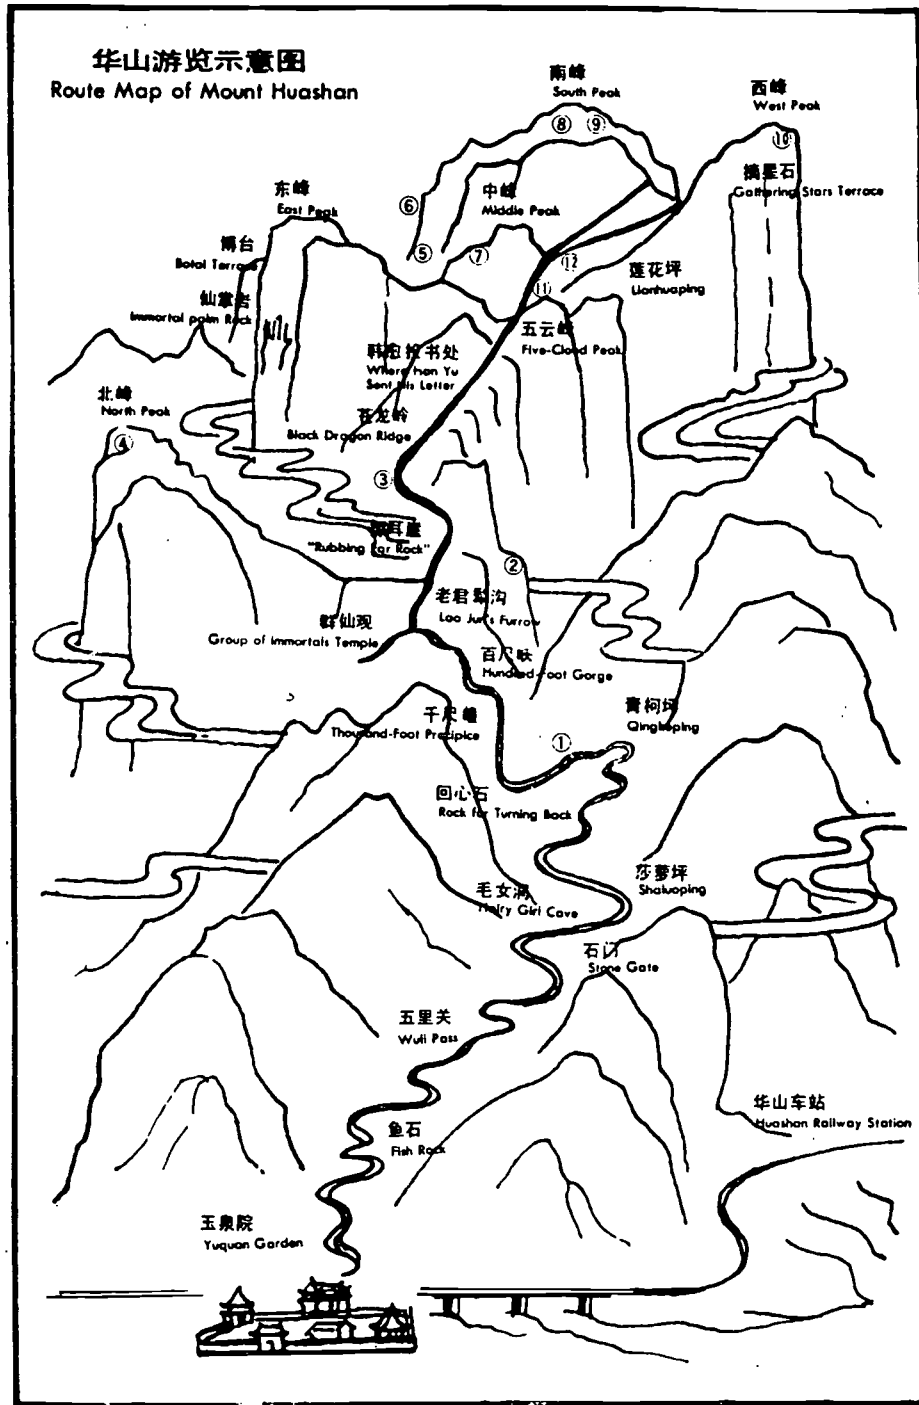 华山游览示意图
Route Map of Mount Huashan
南峰
South Peak
⑧ ⑨
西峰
West Peak
⑩
摘星石
Gathering Stars Terrace
东峰
East Peak
中峰
Middle Peak
⑥
⑤
⑦
⑫
⑪
博台
Botai Terrace
仙掌岩
Immortal palm Rock
莲花坪
Lianhuaping
五云峰
Five-Cloud Peak
韩愈投书处
Where Han Yu
Sent His Letter
北峰
North Peak
④
苍龙岭
Black Dragon Ridge
③
擦耳崖
"Rubbing Ear Rock"
②
老君犁沟
Lao Jun's Furrow
群仙观
Group of Immortals Temple
百尺峡
Hundred-Foot Gorge
青柯坪
Qingkeping
千尺幢
Thousand-Foot Precipice
①
回心石
Rock for Turning Back
莎萝坪
Shaluoping
毛女洞
Hairy Girl Cave
石门
Stone Gate
五里关
Wuli Pass
华山车站
Huashan Railway Station
鱼石
Fish Rock
玉泉院
Yuquan Garden